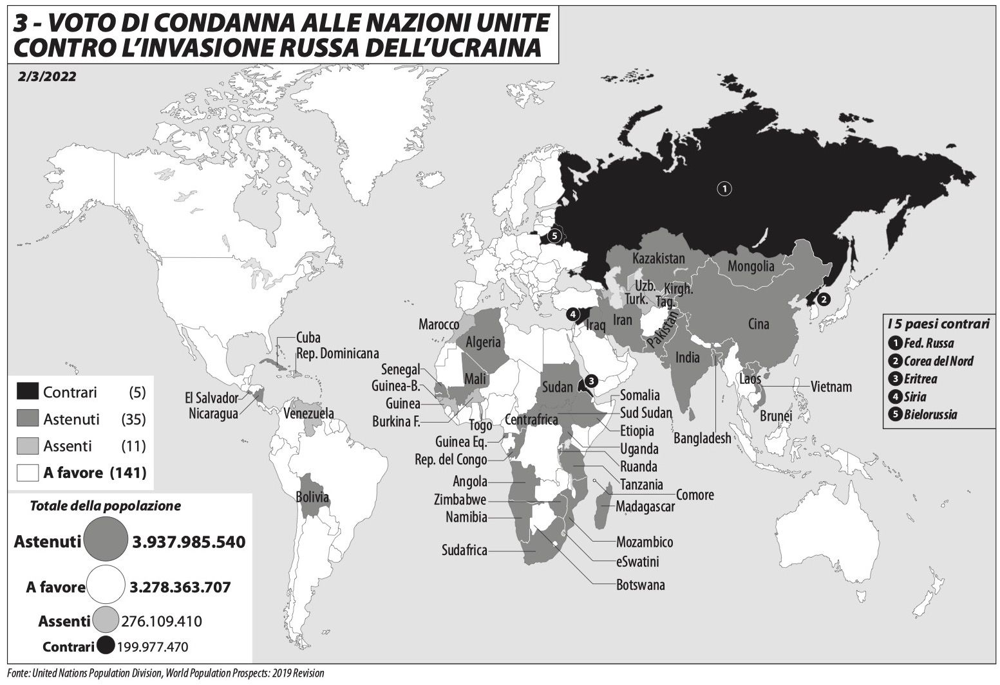 3 - VOTO DI CONDANNA ALLE NAZIONI UNITE
CONTRO L'INVASIONE RUSSA DELL'UCRAINA
2/3/2022
1
5
Kazakistan
Mongolia
Uzb.
Kirgh.
Turk.
Tag.
2
4
Iraq
Iran
Pakistan
Cina
Marocco
Algeria
I 5 paesi contrari
1 Fed. Russa
2 Corea del Nord
3 Eritrea
4 Siria
5 Bielorussia
Cuba
Rep. Dominicana
India
Mali
Senegal
Laos
3
Sudan
Guinea-B.
Vietnam
Contrari (5)
Astenuti (35)
Assenti (11)
A favore (141)
El Salvador
Nicaragua
Venezuela
Guinea
Somalia
Burkina F.
Togo
Centrafrica
Sud Sudan
Brunei
Etiopia
Bangladesh
Guinea Eq.
Uganda
Rep. del Congo
Ruanda
Angola
Tanzania
Bolivia
Zimbabwe
Comore
Madagascar
Namibia
Mozambico
Sudafrica
eSwatini
Botswana
Totale della popolazione
Astenuti 3.937.985.540
A favore 3.278.363.707
Assenti 276.109.410
Contrari 199.977.470
Fonte: United Nations Population Division, World Population Prospects: 2019 Revision